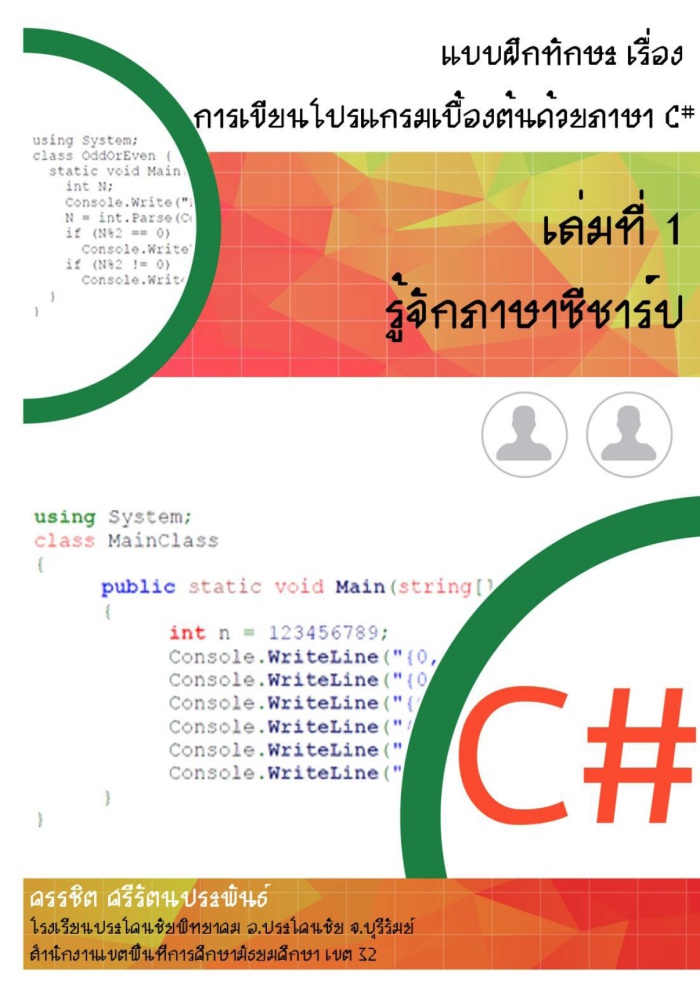 แบบฝึกทักษะ เรื่อง
การเขียนโปรแกรมเบื้องต้นด้วยภาษา C#
using System;
class OddOrEven {
static void Main
int N;
Console.Write("
N = int.Parse(Co
if (N%2 == 0)
Console.Write
if (N%2 != 0)
Console.Write
}
}
เล่มที่ 1
รู้จักภาษาซีชาร์ป
using System;
class MainClass
{
public static void Main(string[]
{
int n = 123456789;
Console.WriteLine("{0,
Console.WriteLine("{0
Console.WriteLine("{
Console.WriteLine("
Console.WriteLine("
Console.WriteLine("
}
}
C#
ครรชิต ศรีรัตนประพันธ์
โรงเรียนประโคนชัยพิทยาคม อ.ประโคนชัย จ.บุรีรัมย์
สำนักงานเขตพื้นที่การศึกษามัธยมศึกษา เขต 32